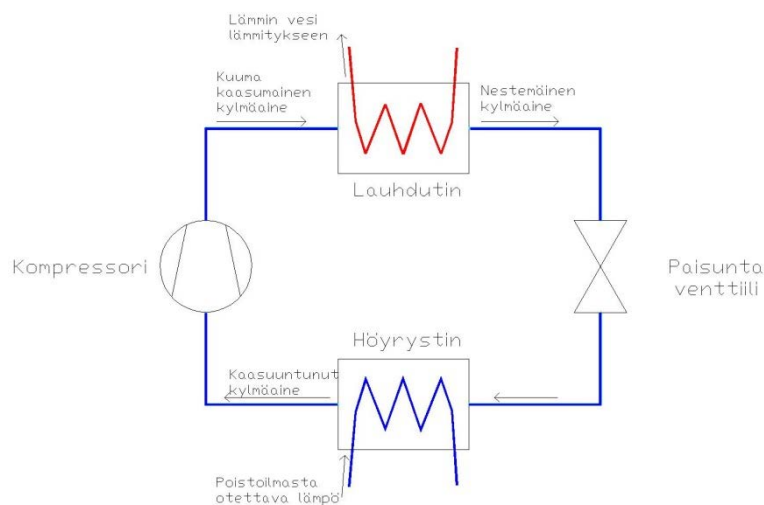 Lämmin vesi
lämmitykseen
Kuuma
kaasumainen
kylmäaine
Nestemäinen
kylmäaine
Lauhdutin
Kompressori
Paisunta
venttiili
Höyrystin
Kaasuuntunut
kylmäaine
Poistoilmasta
otettava lämpö